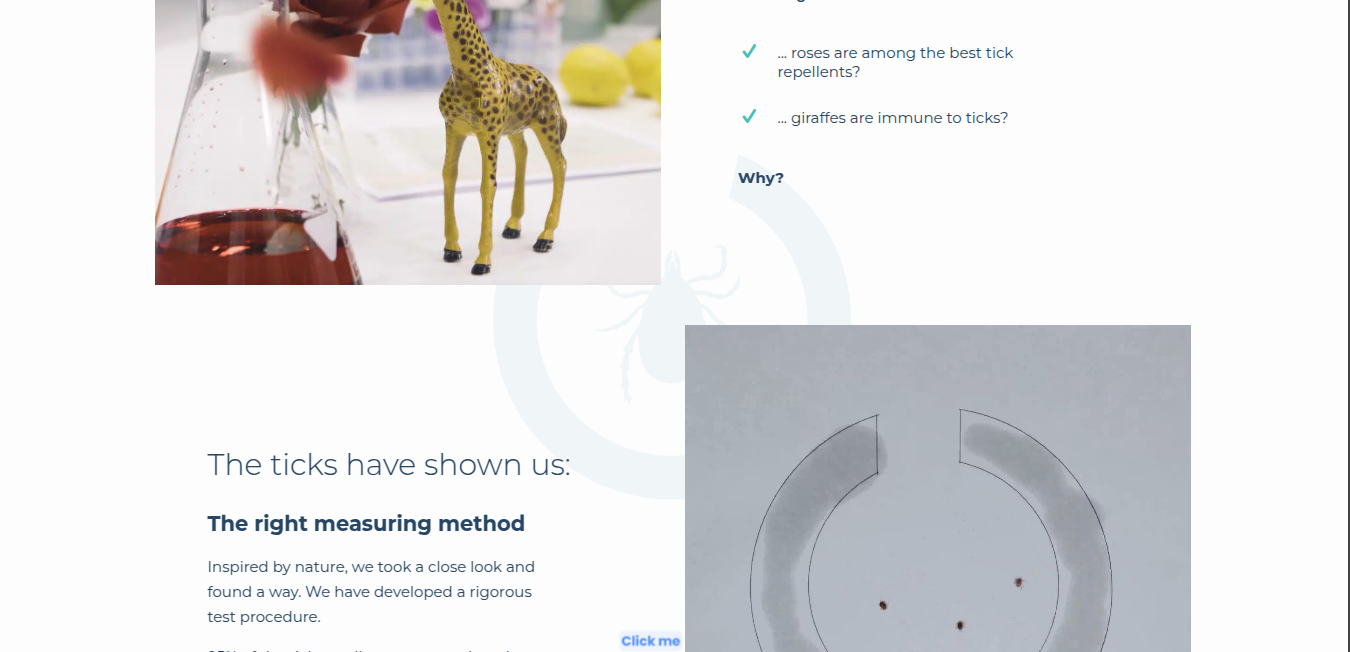 ... roses are among the best tick
repellents?
... giraffes are immune to ticks?
Why?
The ticks have shown us:
The right measuring method
Inspired by nature, we took a close look and
found a way. We have developed a rigorous
test procedure.
Click me